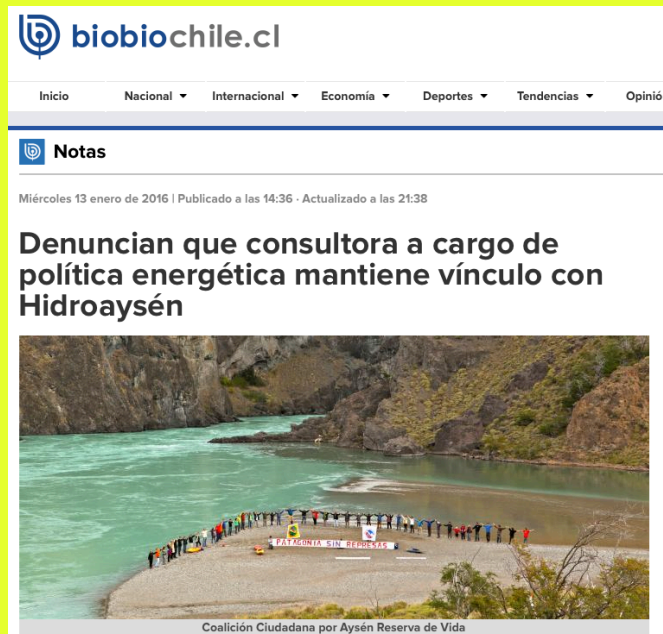 biobiochile.cl
Inicio Nacional Internacional Economía Deportes Tendencias Opinió
Notas
Miércoles 13 enero de 2016 | Publicado a las 14:36 · Actualizado a las 21:38
Denuncian que consultora a cargo de
política energética mantiene vínculo con
Hidroaysén
PATAGONIA SIN REPRESAS
Coalición Ciudadana por Aysén Reserva de Vida